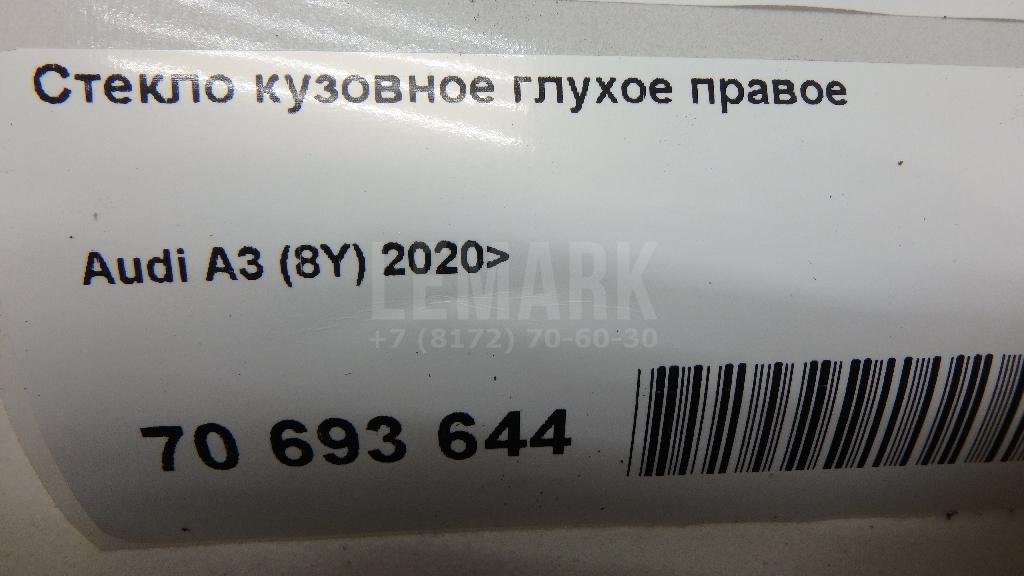 Стекло кузовное глухое правое
Audi A3 (8Y) 2020>
LEMARK
+7 (8172) 70-60-30
70 693 644